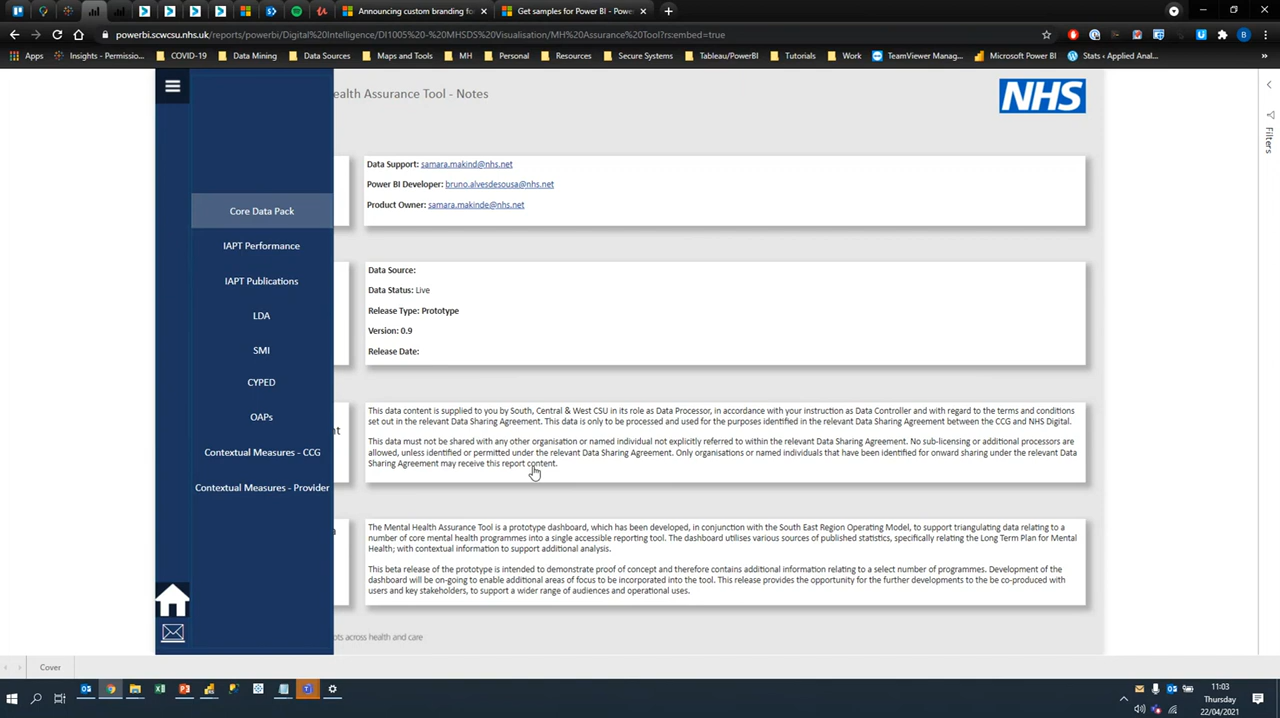 Announcing custom branding fo
Get samples for Power BI - Powe
powerbi.scwcsu.nhs.uk/reports/powerbi/Digital%20Intelligence/DI1005%20-%20MHSDS%20Visualisation/MH%20Assurance%20Tool?rs:embed=true
Apps
Insights - Permissio...
COVID-19
Data Mining
Data Sources
Maps and Tools
MH
Personal
Resources
Secure Systems
Tableau/PowerBI
Tutorials
Work
TeamViewer Manag...
Microsoft Power BI
Stats ‹ Applied Anal...
ealth Assurance Tool - Notes
NHS
Filters
Core Data Pack
IAPT Performance
IAPT Publications
LDA
SMI
CYPED
OAPs
Contextual Measures - CCG
Contextual Measures - Provider
Data Support: samara.makind@nhs.net
Power BI Developer: bruno.alvesdesousa@nhs.net
Product Owner: samara.makinde@nhs.net
Data Source:
Data Status: Live
Release Type: Prototype
Version: 0.9
Release Date:
nt
This data content is supplied to you by South, Central & West CSU in its role as Data Processor, in accordance with your instruction as Data Controller and with regard to the terms and conditions
set out in the relevant Data Sharing Agreement. This data is only to be processed and used for the purposes identified in the relevant Data Sharing Agreement between the CCG and NHS Digital.
This data must not be shared with any other organisation or named individual not explicitly referred to within the relevant Data Sharing Agreement. No sub-licensing or additional processors are
allowed, unless identified or permitted under the relevant Data Sharing Agreement. Only organisations or named individuals that have been identified for onward sharing under the relevant Data
Sharing Agreement may receive this report content.
a
The Mental Health Assurance Tool is a prototype dashboard, which has been developed, in conjunction with the South East Region Operating Model, to support triangulating data relating to a
number of core mental health programmes into a single accessible reporting tool. The dashboard utilises various sources of published statistics, specifically relating the Long Term Plan for Mental
Health; with contextual information to support additional analysis.
This beta release of the prototype is intended to demonstrate proof of concept and therefore contains additional information relating to a select number of programmes. Development of the
dashboard will be on-going to enable additional areas of focus to be incorporated into the tool. This release provides the opportunity for the further developments to the be co-produced with
users and key stakeholders, to support a wider range of audiences and operational uses.
ots across health and care
Cover
11:03
Thursday
22/04/2021